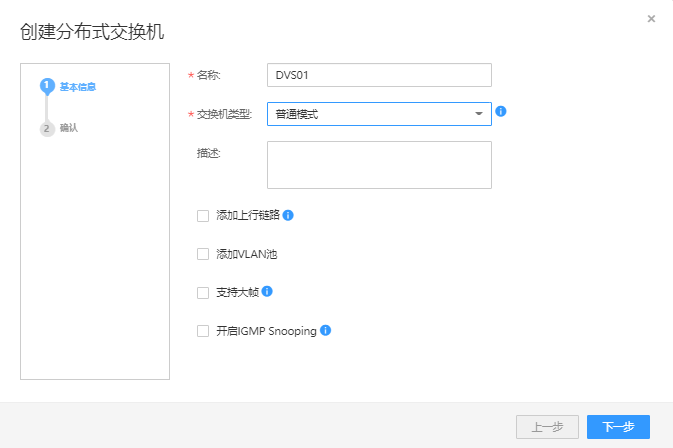 创建分布式交换机
×
1 基本信息
2 确认
* 名称: DVS01
* 交换机类型: 普通模式
描述:
添加上行链路
添加VLAN池
支持大帧
开启IGMP Snooping
上一步 下一步